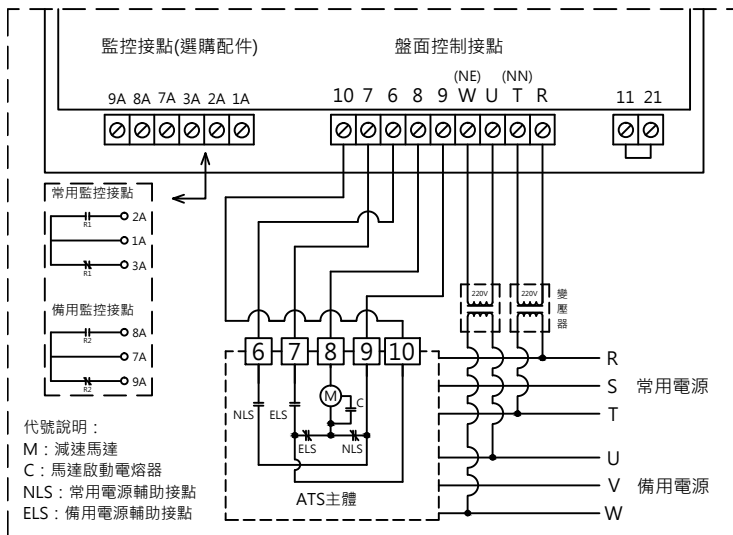 監控接點(選購配件)
盤面控制接點
(NE) (NN)
9A 8A 7A 3A 2A 1A
10 7 6 8 9 W U T R
11 21
常用監控接點
R1 2A
1A
R1 3A
備用監控接點
R2 8A
7A
R2 9A
220V 220V
變壓器
6 7 8 9 10
M
C
NLS ELS
ELS NLS
ATS主體
R
S 常用電源
T
U
V 備用電源
W
代號說明：
M：減速馬達
C：馬達啟動電熔器
NLS：常用電源輔助接點
ELS：備用電源輔助接點